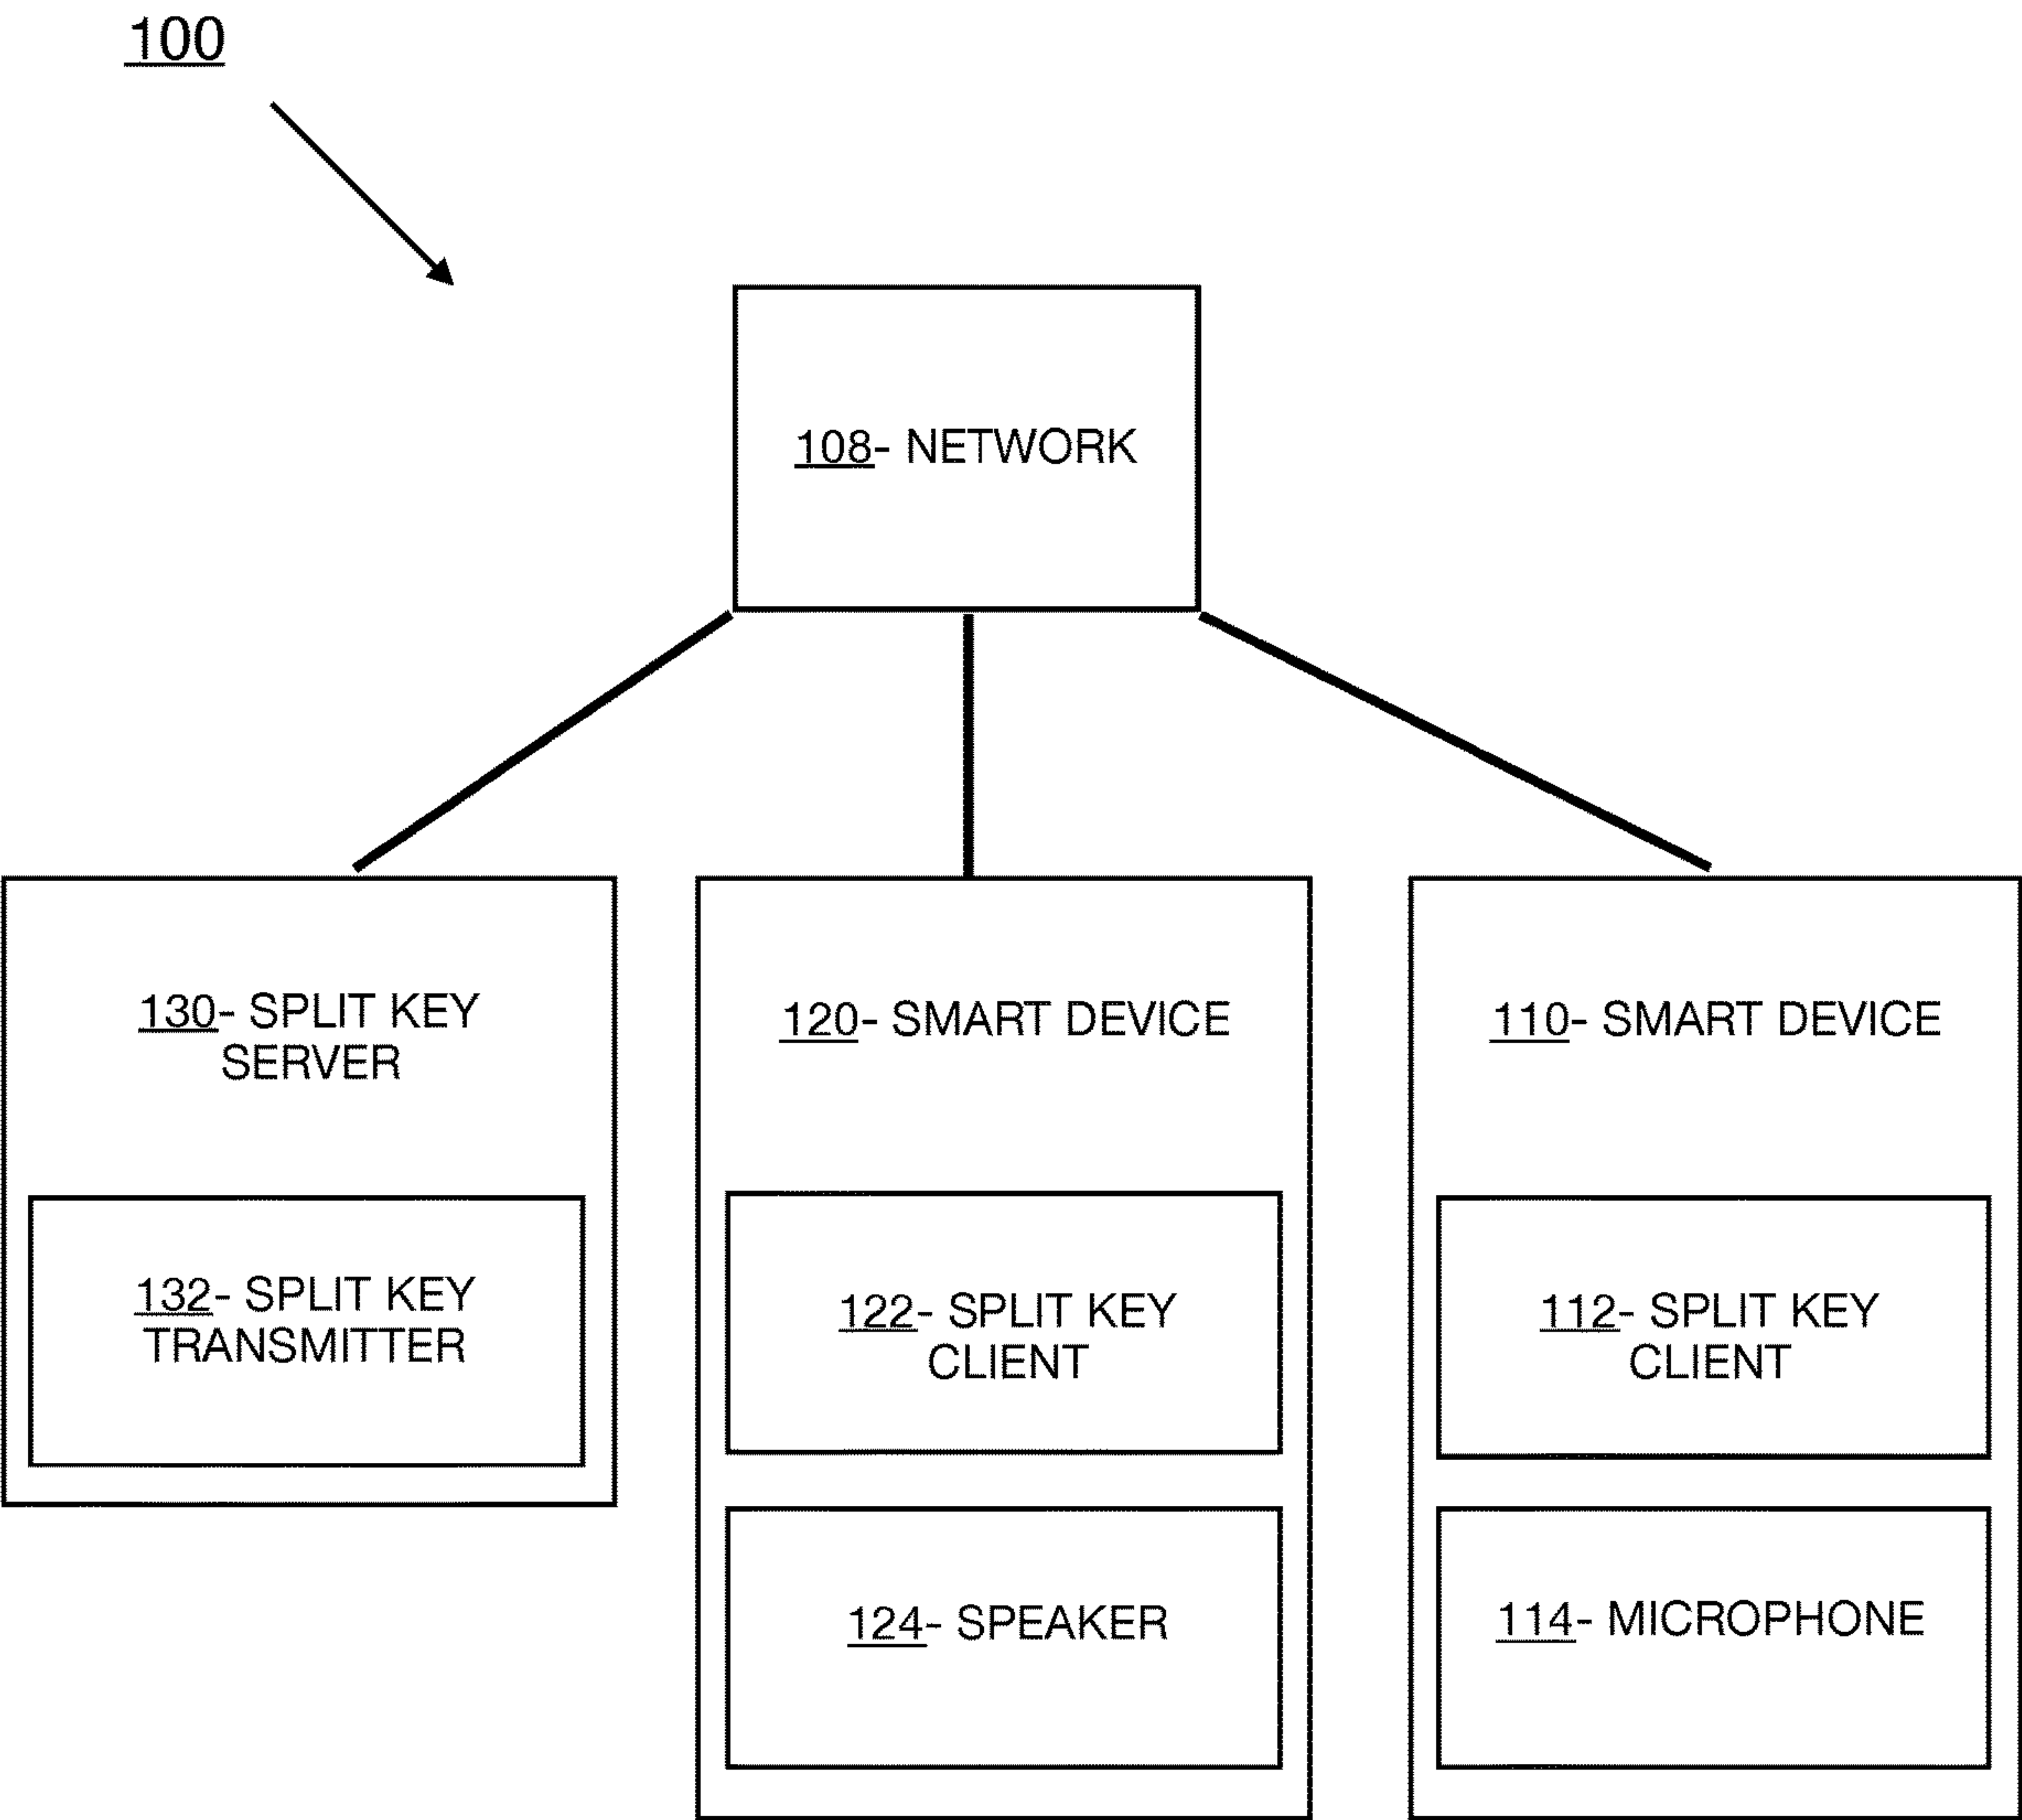 100
108- NETWORK
130- SPLIT KEY
SERVER
132- SPLIT KEY
TRANSMITTER
120- SMART DEVICE
122- SPLIT KEY
CLIENT
124- SPEAKER
110- SMART DEVICE
112- SPLIT KEY
CLIENT
114- MICROPHONE